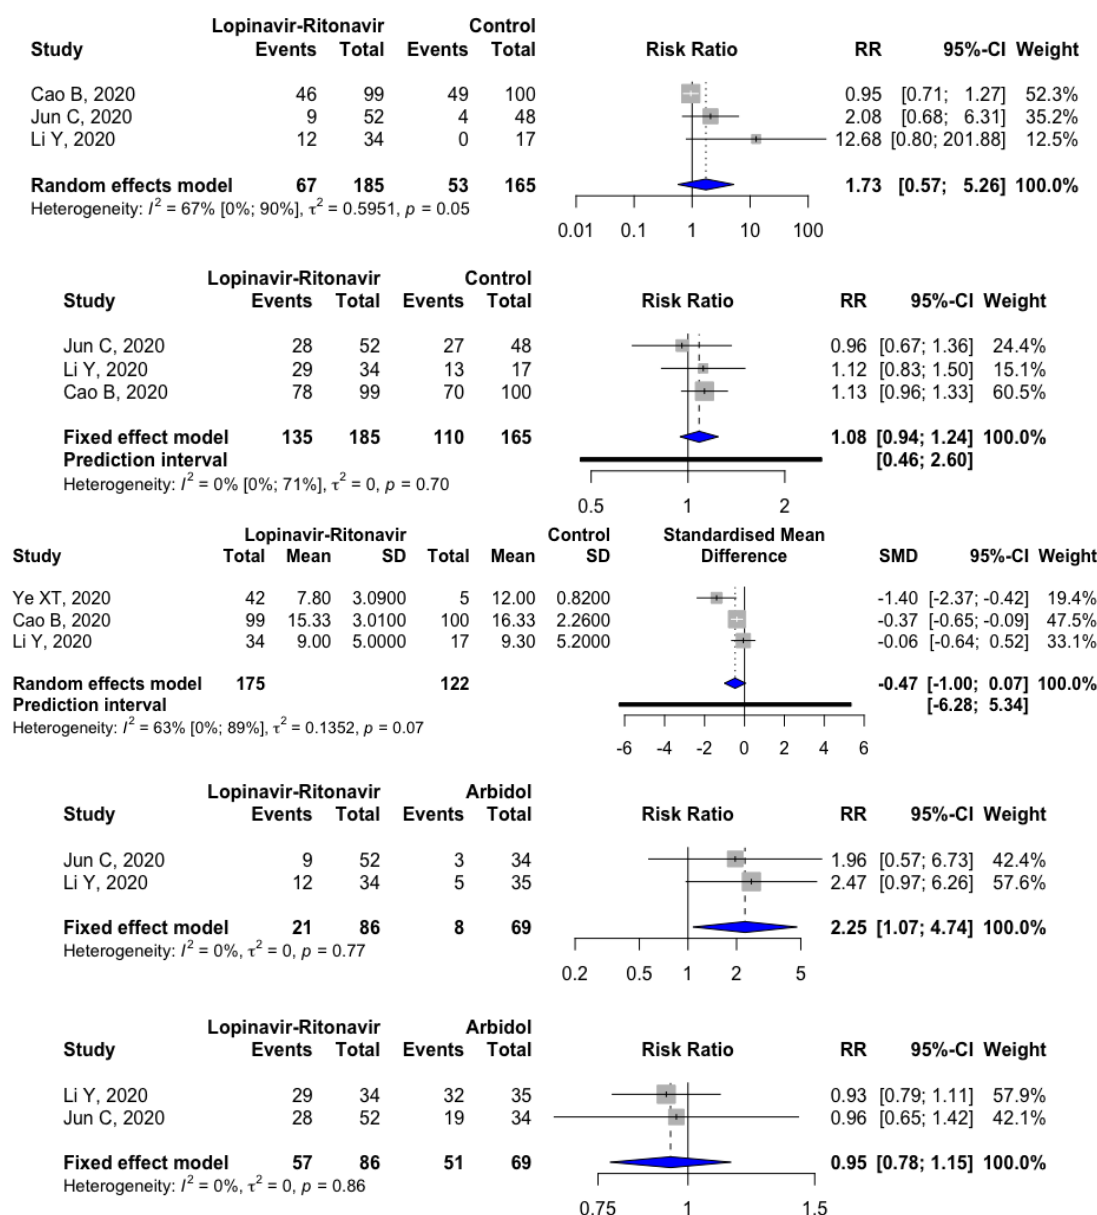 Lopinavir-Ritonavir Control
Study Events Total Events Total Risk Ratio RR 95%-CI Weight
Cao B, 2020 46 99 49 100 0.95 [0.71; 1.27] 52.3%
Jun C, 2020 9 52 4 48 2.08 [0.68; 6.31] 35.2%
Li Y, 2020 12 34 0 17 12.68 [0.80; 201.88] 12.5%
Random effects model 67 185 53 165 1.73 [0.57; 5.26] 100.0%
Heterogeneity: I² = 67% [0%; 90%], τ² = 0.5951, p = 0.05
0.01 0.1 1 10 100
Lopinavir-Ritonavir Control
Study Events Total Events Total Risk Ratio RR 95%-CI Weight
Jun C, 2020 28 52 27 48 0.96 [0.67; 1.36] 24.4%
Li Y, 2020 29 34 13 17 1.12 [0.83; 1.50] 15.1%
Cao B, 2020 78 99 70 100 1.13 [0.96; 1.33] 60.5%
Fixed effect model 135 185 110 165 1.08 [0.94; 1.24] 100.0%
Prediction interval [0.46; 2.60]
Heterogeneity: I² = 0% [0%; 71%], τ² = 0, p = 0.70
0.5 1 2
Lopinavir-Ritonavir Control Standardised Mean
Study Total Mean SD Total Mean SD Difference SMD 95%-CI Weight
Ye XT, 2020 42 7.80 3.0900 5 12.00 0.8200 -1.40 [-2.37; -0.42] 19.4%
Cao B, 2020 99 15.33 3.0100 100 16.33 2.2600 -0.37 [-0.65; -0.09] 47.5%
Li Y, 2020 34 9.00 5.0000 17 9.30 5.2000 -0.06 [-0.64; 0.52] 33.1%
Random effects model 175 122 -0.47 [-1.00; 0.07] 100.0%
Prediction interval [-6.28; 5.34]
Heterogeneity: I² = 63% [0%; 89%], τ² = 0.1352, p = 0.07
-6 -4 -2 0 2 4 6
Lopinavir-Ritonavir Arbidol
Study Events Total Events Total Risk Ratio RR 95%-CI Weight
Jun C, 2020 9 52 3 34 1.96 [0.57; 6.73] 42.4%
Li Y, 2020 12 34 5 35 2.47 [0.97; 6.26] 57.6%
Fixed effect model 21 86 8 69 2.25 [1.07; 4.74] 100.0%
Heterogeneity: I² = 0%, τ² = 0, p = 0.77
0.2 0.5 1 2 5
Lopinavir-Ritonavir Arbidol
Study Events Total Events Total Risk Ratio RR 95%-CI Weight
Li Y, 2020 29 34 32 35 0.93 [0.79; 1.11] 57.9%
Jun C, 2020 28 52 19 34 0.96 [0.65; 1.42] 42.1%
Fixed effect model 57 86 51 69 0.95 [0.78; 1.15] 100.0%
Heterogeneity: I² = 0%, τ² = 0, p = 0.86
0.75 1 1.5